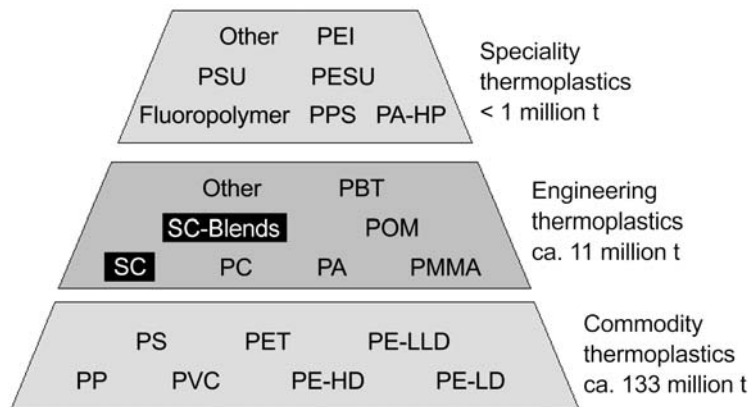 Other PEI
PSU PESU
Fluoropolymer PPS PA-HP
Speciality
thermoplastics
< 1 million t
Other PBT
SC-Blends POM
SC PC PA PMMA
Engineering
thermoplastics
ca. 11 million t
PS PET PE-LLD
PP PVC PE-HD PE-LD
Commodity
thermoplastics
ca. 133 million t